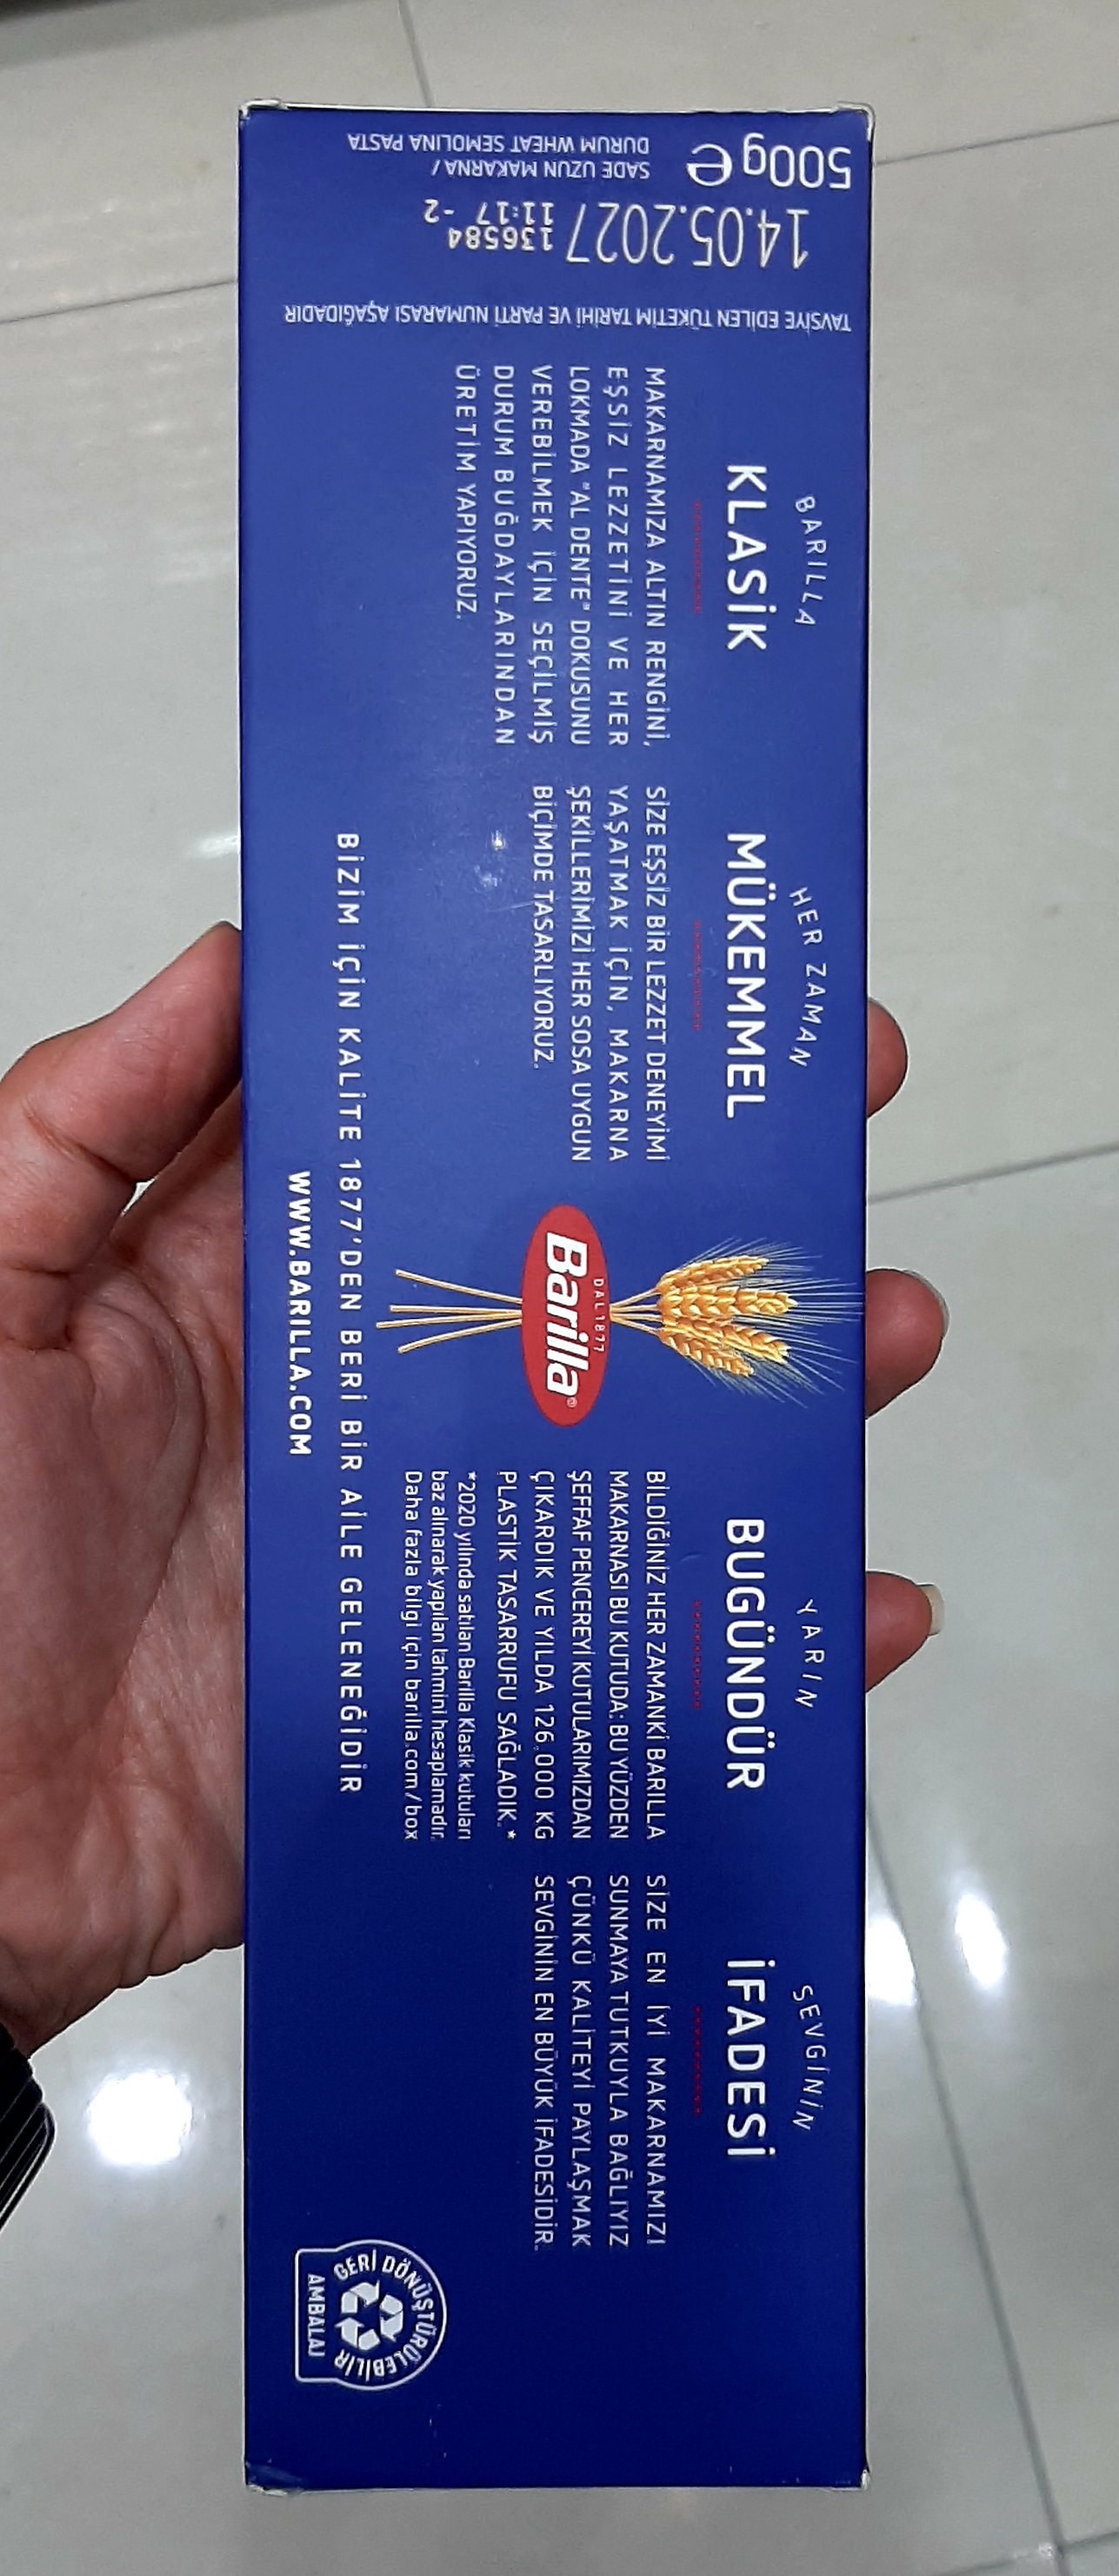 500g e
SADE UZUN MAKARNA /
DURUM WHEAT SEMOLINA PASTA
14.05.2027
136584
11:17 -2
TAVSİYE EDİLEN TÜKETİM TARİHİ VE PARTİ NUMARASI AŞAĞIDADIR
BARILLA
KLASİK
MAKARNAMIZA ALTIN RENGİNİ,
EŞSİZ LEZZETİNİ VE HER
LOKMADA "AL DENTE" DOKUSUNU
VEREBİLMEK İÇİN SEÇİLMİŞ
DURUM BUĞDAYLARINDAN
ÜRETİM YAPIYORUZ.
HER ZAMAN
MÜKEMMEL
SİZE EŞSİZ BİR LEZZET DENEYİMİ
YAŞATMAK İÇİN, MAKARNA
ŞEKİLLERİMİZİ HER SOSA UYGUN
BİÇİMDE TASARLIYORUZ.
DAL 1877
Barilla®
YARIN
BUGÜNDÜR
BİLDİĞİNİZ HER ZAMANKİ BARILLA
MAKARNASI BU KUTUDA. BU YÜZDEN
ŞEFFAF PENCEREYİ KUTULARIMIZDAN
ÇIKARDIK VE YILDA 126.000 KG
PLASTİK TASARRUFU SAĞLADIK.*
*2020 yılında satılan Barilla Klasik kutuları
baz alınarak yapılan tahmini hesaplamadır.
Daha fazla bilgi için barilla.com/box
SEVGİNİN
İFADESİ
SİZE EN İYİ MAKARNAMIZI
SUNMAYA TUTKUYLA BAĞLIYIZ
ÇÜNKÜ KALİTEYİ PAYLAŞMAK
SEVGİNİN EN BÜYÜK İFADESİDİR.
BİZİM İÇİN KALİTE 1877'DEN BERİ BİR AİLE GELENEĞİDİR
WWW.BARILLA.COM
GERİ DÖNÜŞTÜRÜLEBİLİR
AMBALAJ